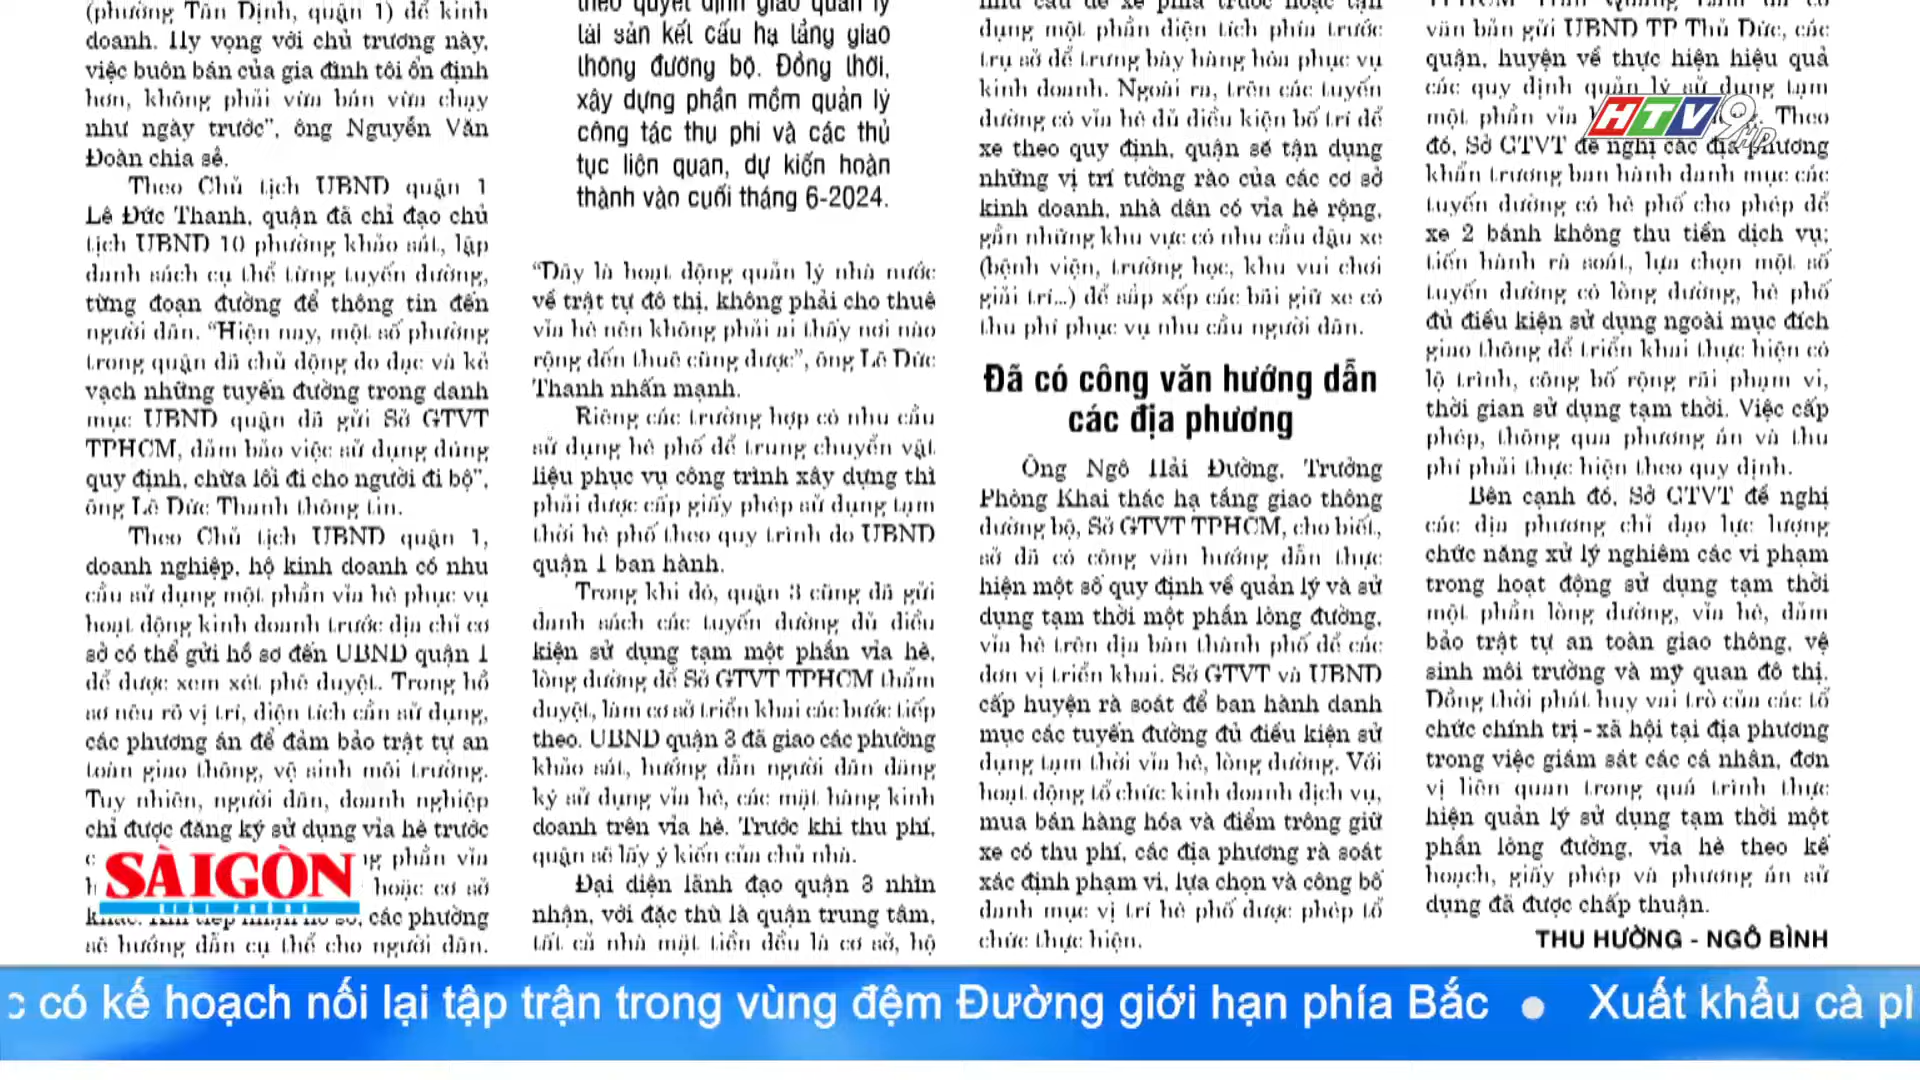 (phường Tân Định, quận 1) để kinh
doanh. Hy vọng với chủ trương này,
việc buôn bán của gia đình tôi ổn định
hơn, không phải vừa bán vừa chạy
như ngày trước”, ông Nguyễn Văn
Đoàn chia sẻ.
Theo Chủ tịch UBND quận 1
Lê Đức Thanh, quận đã chỉ đạo chủ
tịch UBND 10 phường khảo sát, lập
danh sách cụ thể từng tuyến đường,
từng đoạn đường để thông tin đến
người dân. “Hiện nay, một số phường
trong quận đã chủ động đo đạc và kẻ
vạch những tuyến đường trong danh
mục UBND quận đã gửi Sở GTVT
TPHCM, đảm bảo việc sử dụng đúng
quy định, chừa lối đi cho người đi bộ”,
ông Lê Đức Thanh thông tin.
Theo Chủ tịch UBND quận 1,
doanh nghiệp, hộ kinh doanh có nhu
cầu sử dụng một phần vỉa hè phục vụ
hoạt động kinh doanh trước địa chỉ cơ
sở có thể gửi hồ sơ đến UBND quận 1
để được xem xét phê duyệt. Trong hồ
sơ nêu rõ vị trí, diện tích cần sử dụng,
các phương án để đảm bảo trật tự an
toàn giao thông, vệ sinh môi trường.
Tuy nhiên, người dân, doanh nghiệp
chỉ được đăng ký sử dụng vỉa hè trước
phần vỉa
hoặc cơ sở
khác. Khi tiếp nhận hồ sơ, các phường
sẽ hướng dẫn cụ thể cho người dân.
SÀIGÒN
GIẢI PHÓNG
theo quyết định giao quản lý
tài sản kết cấu hạ tầng giao
thông đường bộ. Đồng thời,
xây dựng phần mềm quản lý
công tác thu phí và các thủ
tục liên quan, dự kiến hoàn
thành vào cuối tháng 6-2024.
“Đây là hoạt động quản lý nhà nước
về trật tự đô thị, không phải cho thuê
vỉa hè nên không phải ai thấy nơi nào
rộng đến thuê cũng được”, ông Lê Đức
Thanh nhấn mạnh.
Riêng các trường hợp có nhu cầu
sử dụng hè phố để trung chuyển vật
liệu phục vụ công trình xây dựng thì
phải được cấp giấy phép sử dụng tạm
thời hè phố theo quy trình do UBND
quận 1 ban hành.
Trong khi đó, quận 3 cũng đã gửi
danh sách các tuyến đường đủ điều
kiện sử dụng tạm một phần vỉa hè,
lòng đường để Sở GTVT TPHCM thẩm
duyệt, làm cơ sở triển khai các bước tiếp
theo. UBND quận 3 đã giao các phường
khảo sát, hướng dẫn người dân đăng
ký sử dụng vỉa hè, các mặt hàng kinh
doanh trên vỉa hè. Trước khi thu phí,
quận sẽ lấy ý kiến của chủ nhà.
Đại diện lãnh đạo quận 3 nhìn
nhận, với đặc thù là quận trung tâm,
tất cả nhà mặt tiền đều là cơ sở, hộ
như cầu để xe phía trước hoặc tận
dụng một phần diện tích phía trước
trụ sở để trưng bày hàng hóa phục vụ
kinh doanh. Ngoài ra, trên các tuyến
đường có vỉa hè đủ điều kiện bố trí để
xe theo quy định, quận sẽ tận dụng
những vị trí tường rào của các cơ sở
kinh doanh, nhà dân có vỉa hè rộng,
gần những khu vực có nhu cầu đậu xe
(bệnh viện, trường học, khu vui chơi
giải trí...) để sắp xếp các bãi giữ xe có
thu phí phục vụ nhu cầu người dân.
Đã có công văn hướng dẫn
các địa phương
Ông Ngô Hải Đường, Trưởng
Phòng Khai thác hạ tầng giao thông
đường bộ, Sở GTVT TPHCM, cho biết,
sở đã có công văn hướng dẫn thực
hiện một số quy định về quản lý và sử
dụng tạm thời một phần lòng đường,
vỉa hè trên địa bàn thành phố để các
đơn vị triển khai. Sở GTVT và UBND
cấp huyện rà soát để ban hành danh
mục các tuyến đường đủ điều kiện sử
dụng tạm thời vỉa hè, lòng đường. Với
hoạt động tổ chức kinh doanh dịch vụ,
mua bán hàng hóa và điểm trông giữ
xe có thu phí, các địa phương rà soát
xác định phạm vi, lựa chọn và công bố
danh mục vị trí hè phố được phép tổ
chức thực hiện.
văn bản gửi UBND TP Thủ Đức, các
quận, huyện về thực hiện hiệu quả
các quy định quản lý sử dụng tạm
một phần vỉa Theo
đó, Sở GTVT đề nghị các địa phương
khẩn trương ban hành danh mục các
tuyến đường có hè phố cho phép để
xe 2 bánh không thu tiền dịch vụ;
tiến hành rà soát, lựa chọn một số
tuyến đường có lòng đường, hè phố
đủ điều kiện sử dụng ngoài mục đích
giao thông để triển khai thực hiện có
lộ trình, công bố rộng rãi phạm vi,
thời gian sử dụng tạm thời. Việc cấp
phép, thông qua phương án và thu
phí phải thực hiện theo quy định.
Bên cạnh đó, Sở GTVT đề nghị
các địa phương chỉ đạo lực lượng
chức năng xử lý nghiêm các vi phạm
trong hoạt động sử dụng tạm thời
một phần lòng đường, vỉa hè, đảm
bảo trật tự an toàn giao thông, vệ
sinh môi trường và mỹ quan đô thị.
Đồng thời phát huy vai trò của các tổ
chức chính trị - xã hội tại địa phương
trong việc giám sát các cá nhân, đơn
vị liên quan trong quá trình thực
hiện quản lý sử dụng tạm thời một
phần lòng đường, vỉa hè theo kế
hoạch, giấy phép và phương án sử
dụng đã được chấp thuận.
THU HƯỜNG - NGÔ BÌNH
HTV9 HD
có kế hoạch nối lại tập trận trong vùng đệm Đường giới hạn phía Bắc ● Xuất khẩu cà